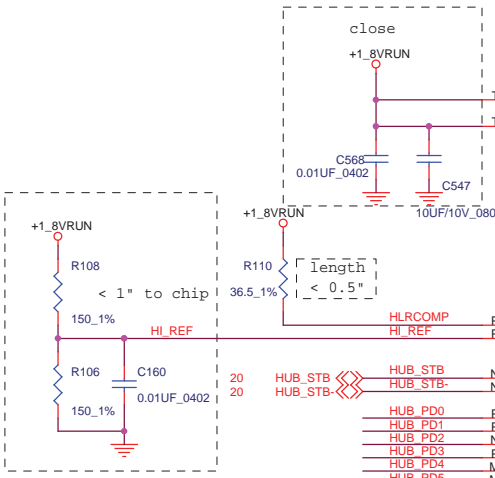 close
+1_8VRUN
C568
0.01UF_0402
C547
10UF/10V_080
+1_8VRUN
+1_8VRUN
R108
R110
length
< 1" to chip
36.5_1%
< 0.5"
150_1%
HI_REF
HLRCOMP
HI_REF
R106
C160
20
HUB_STB
HUB_STB
0.01UF_0402
20
HUB_STB-
HUB_STB-
150_1%
HUB_PD0
HUB_PD1
HUB_PD2
HUB_PD3
HUB_PD4
HUB_PD5